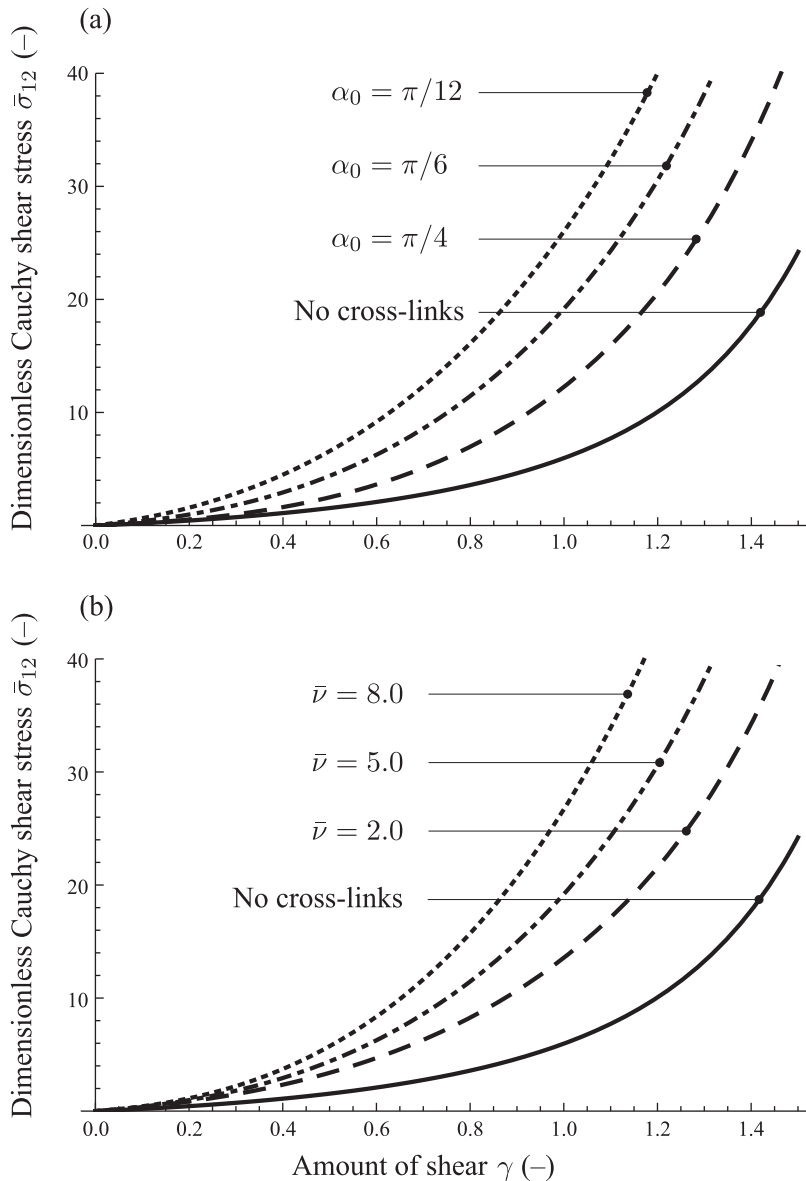 (a)
Dimensionless Cauchy shear stress σ̄₁₂ (–)
40
30
20
10
α₀ = π/12
α₀ = π/6
α₀ = π/4
No cross-links
0.0 0.2 0.4 0.6 0.8 1.0 1.2 1.4
(b)
Dimensionless Cauchy shear stress σ̄₁₂ (–)
40
30
20
10
ν̄ = 8.0
ν̄ = 5.0
ν̄ = 2.0
No cross-links
0.0 0.2 0.4 0.6 0.8 1.0 1.2 1.4
Amount of shear γ (–)